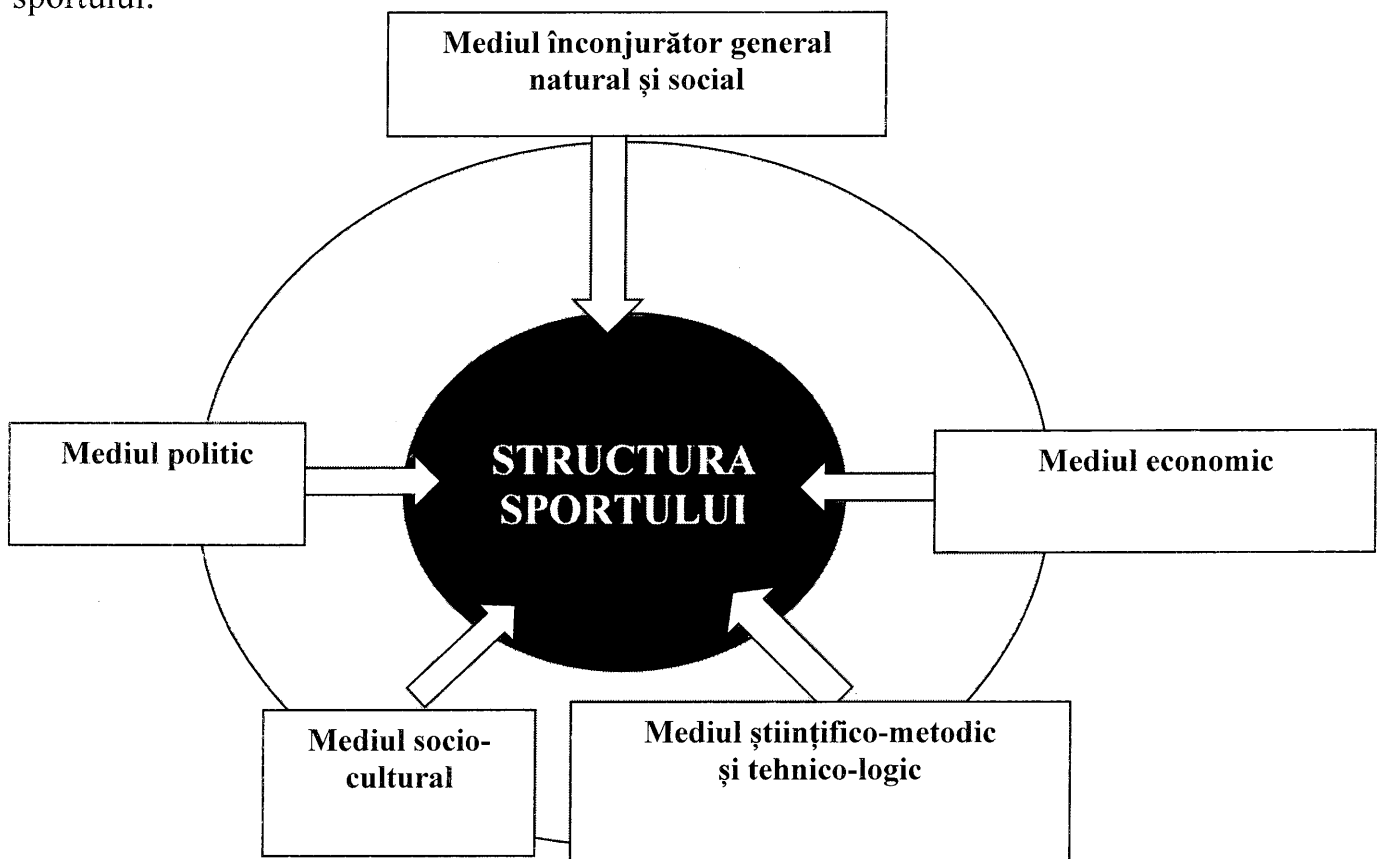 sportului.
Mediul înconjurător general
natural și social
Mediul politic
STRUCTURA
SPORTULUI
Mediul economic
Mediul socio-
cultural
Mediul științifico-metodic
și tehnico-logic